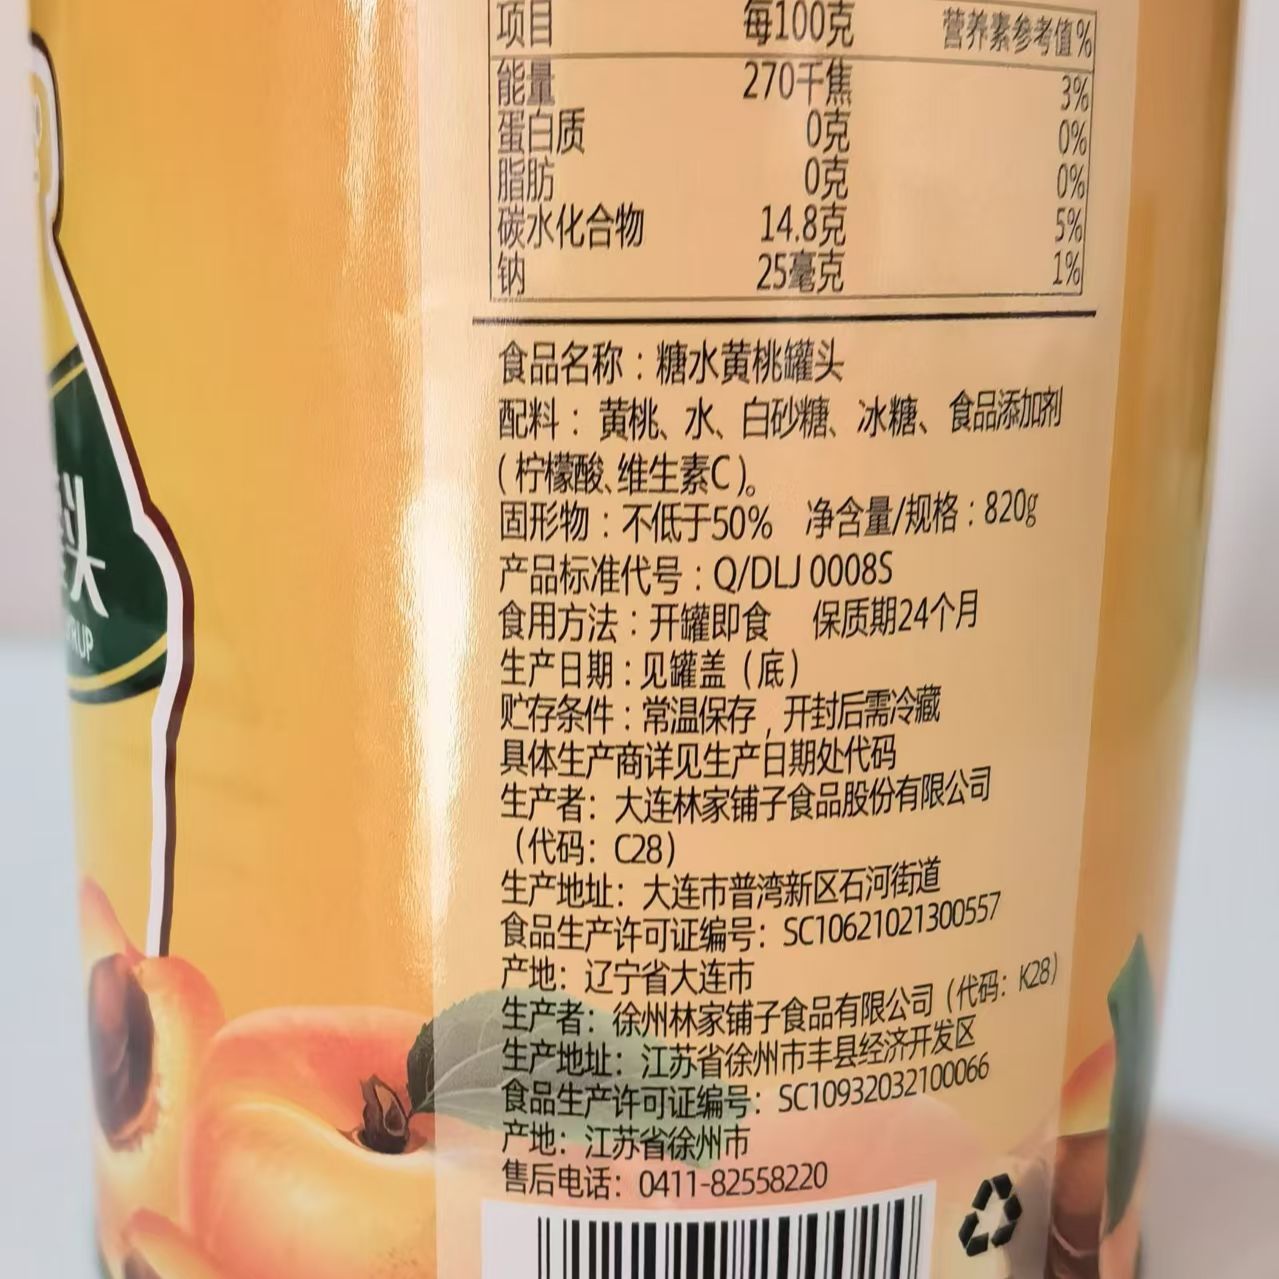 项目 每100克 营养素参考值%
能量 270千焦 3%
蛋白质 0克 0%
脂肪 0克 0%
碳水化合物 14.8克 5%
钠 25毫克 1%
食品名称：糖水黄桃罐头
配料：黄桃、水、白砂糖、冰糖、食品添加剂
(柠檬酸、维生素C)。
固形物：不低于50% 净含量/规格：820g
产品标准代号：Q/DLJ 0008S
食用方法：开罐即食 保质期24个月
生产日期：见罐盖（底）
贮存条件：常温保存，开封后需冷藏
具体生产商详见生产日期处代码
生产者：大连林家铺子食品股份有限公司
（代码：C28）
生产地址：大连市普湾新区石河街道
食品生产许可证编号：SC10621021300557
产地：辽宁省大连市
生产者：徐州林家铺子食品有限公司（代码：K28）
生产地址：江苏省徐州市丰县经济开发区
食品生产许可证编号：SC10932032100066
产地：江苏省徐州市
售后电话：0411-82558220
头